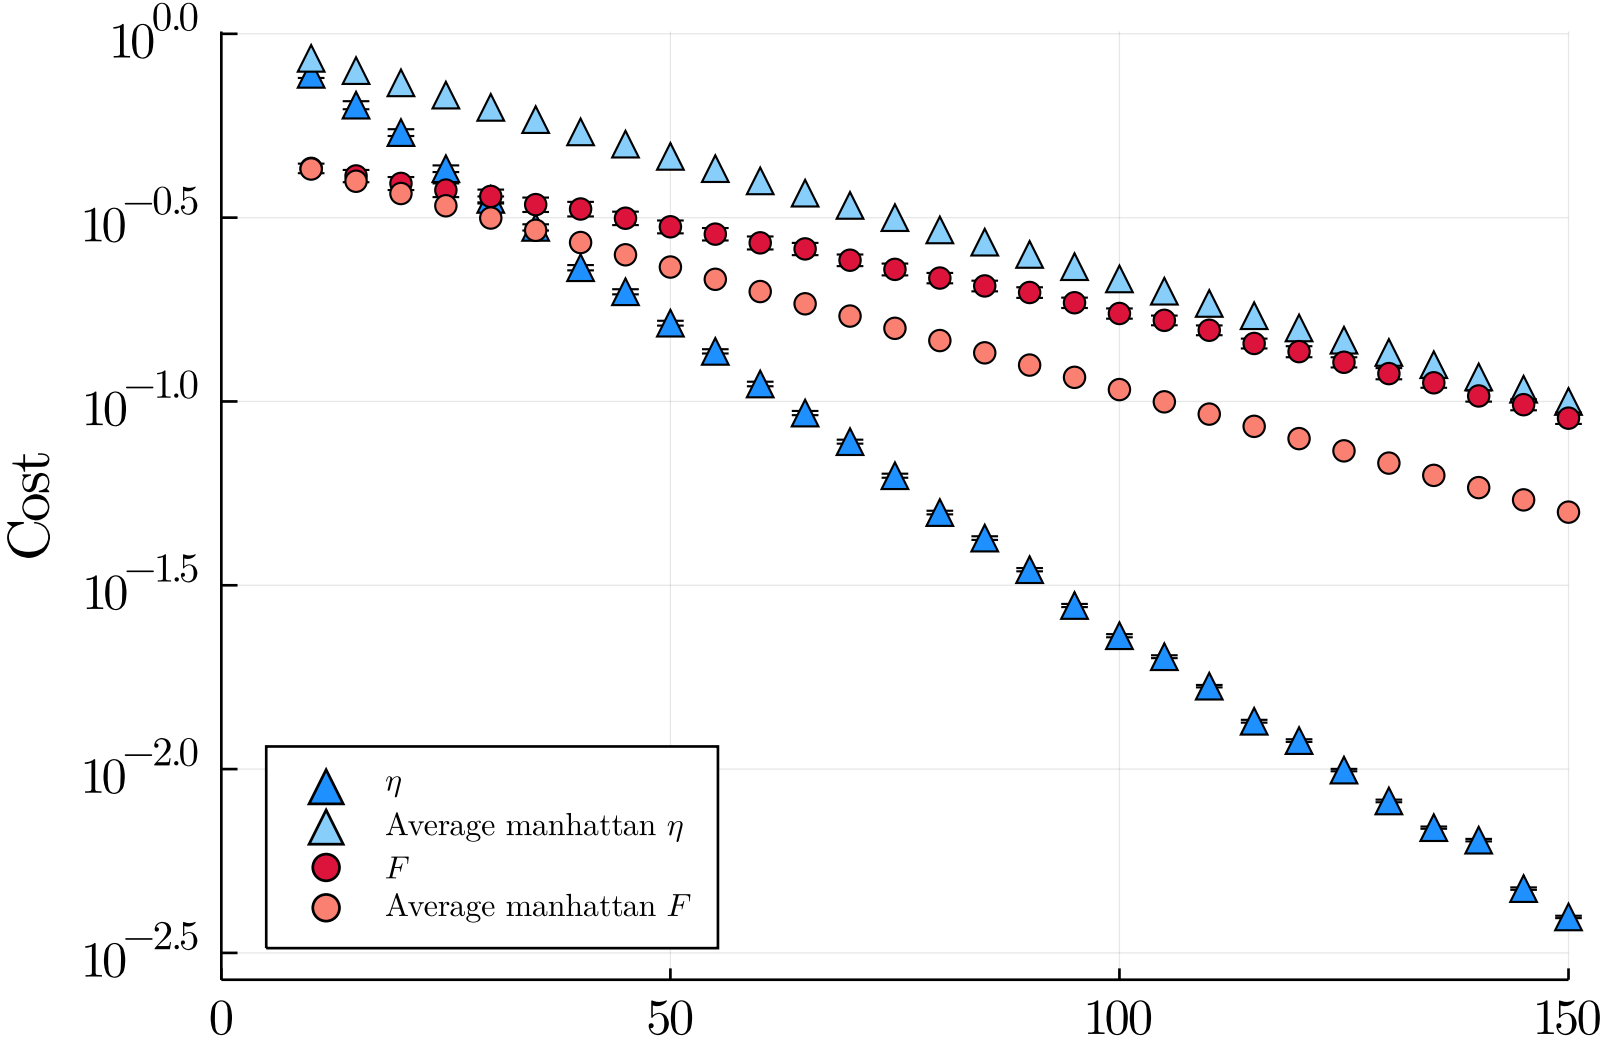 10^0.0
10^−0.5
10^−1.0
10^−1.5
10^−2.0
10^−2.5
Cost
η
Average manhattan η
F
Average manhattan F
0 50 100 150